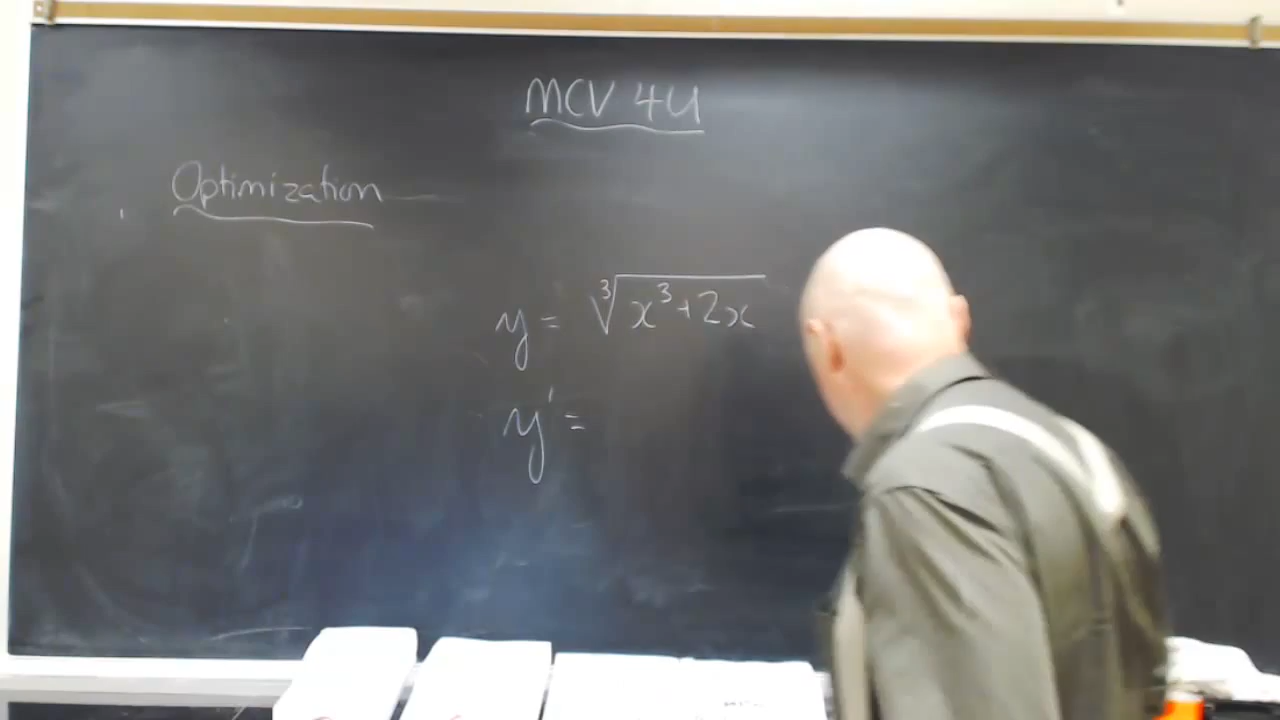 MCV 4U
Optimization
y = ∛(x³+2x)
y' =